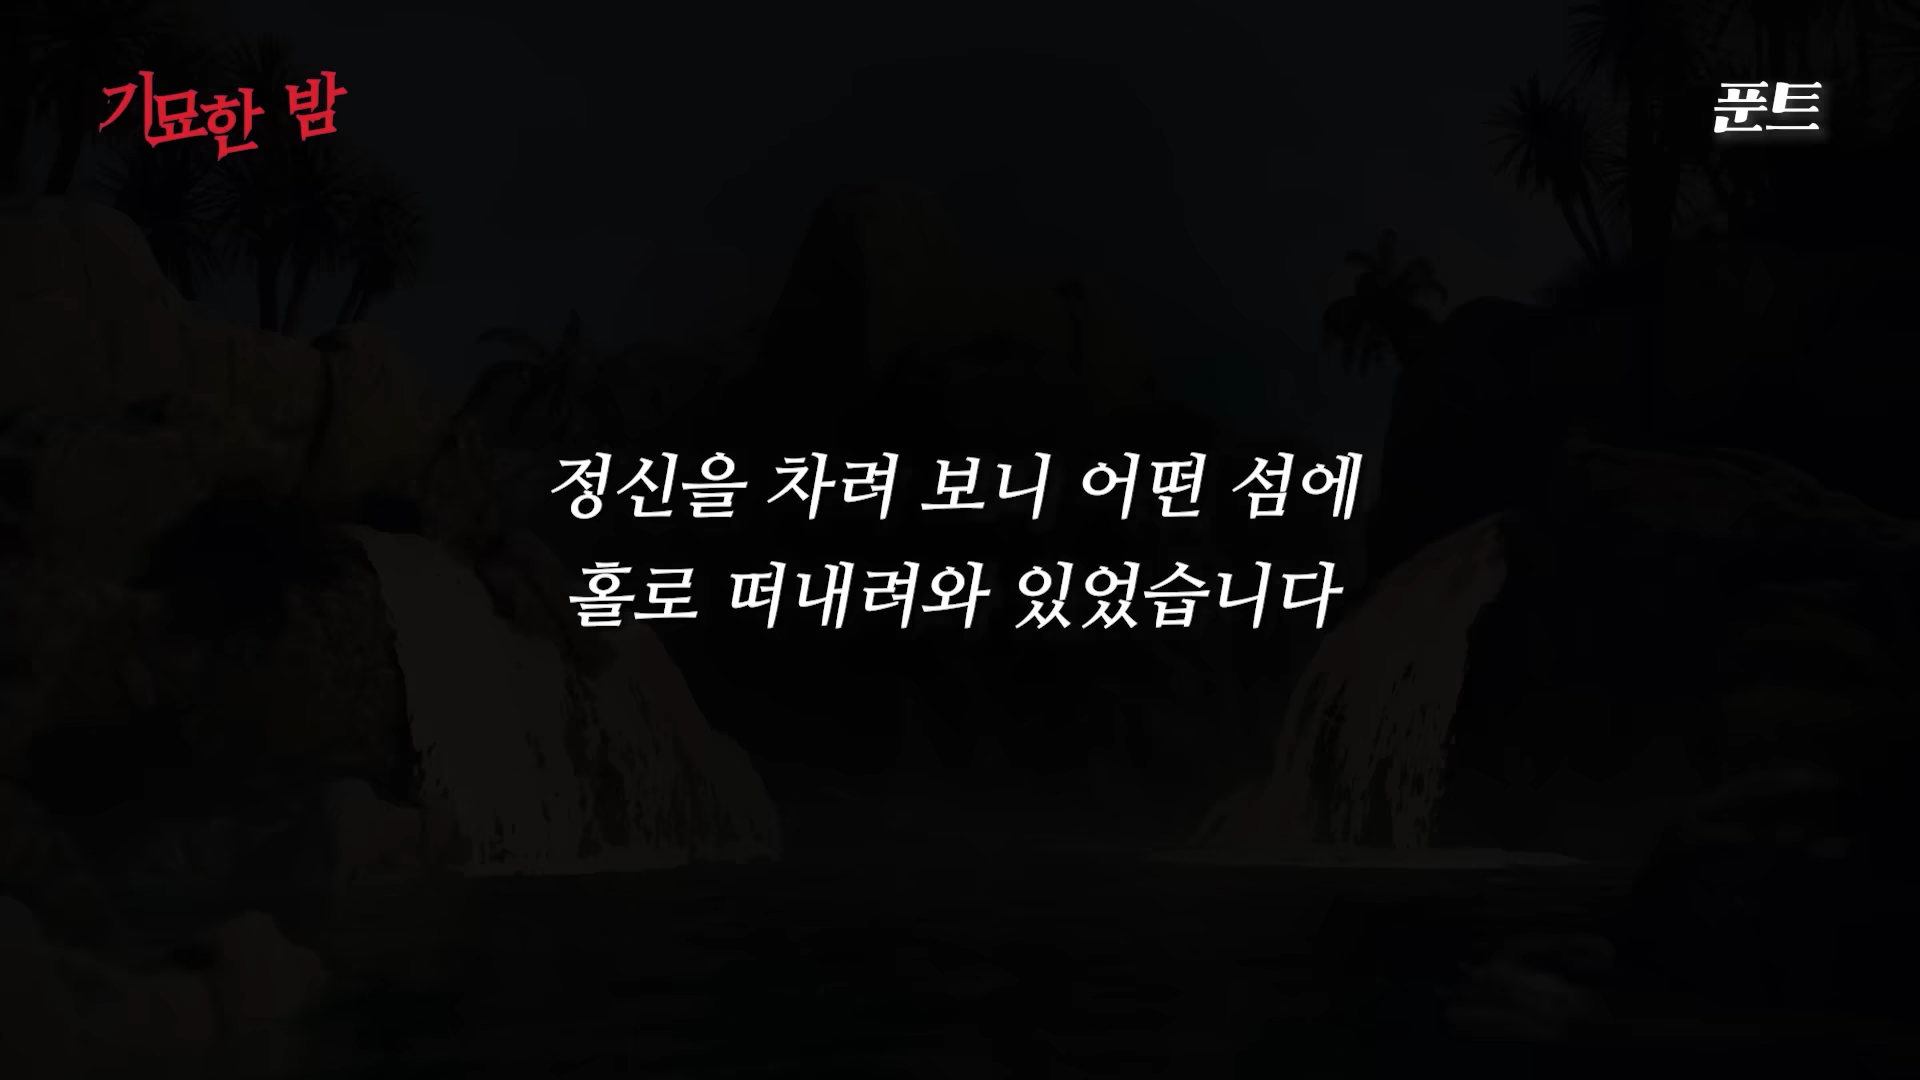 기묘한 밤
푼트
정신을 차려 보니 어떤 섬에
홀로 떠내려와 있었습니다